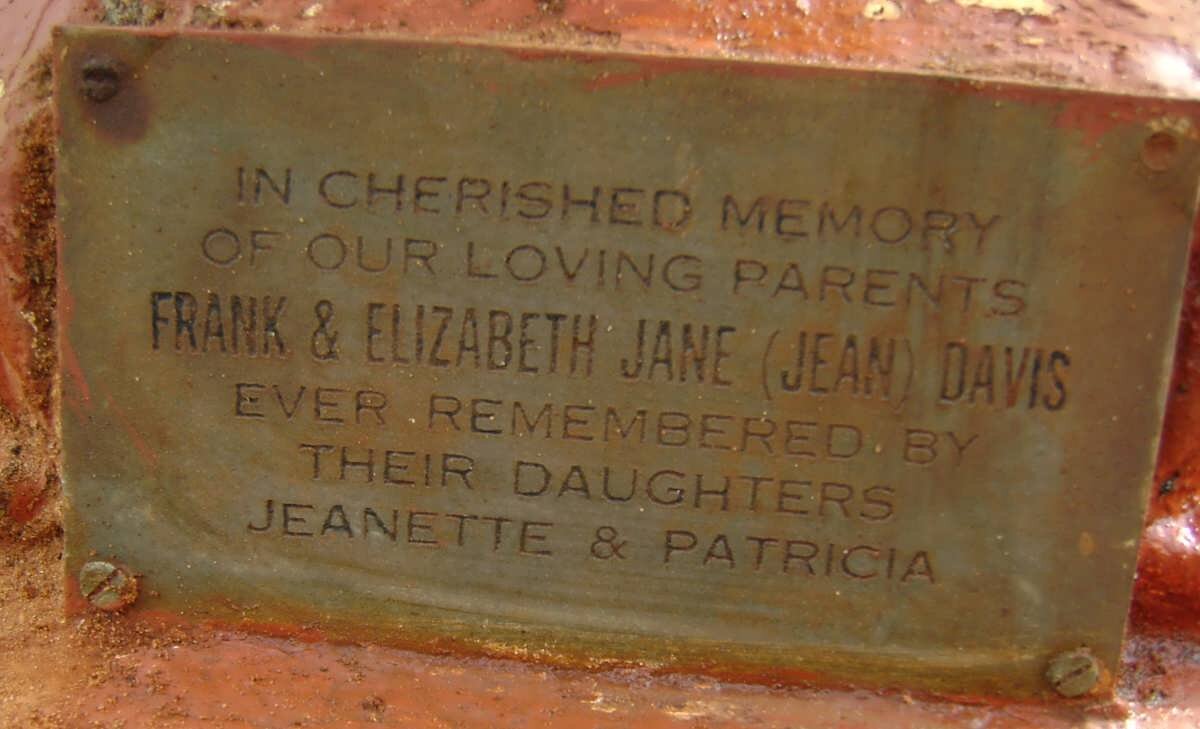 IN CHERISHED MEMORY
OF OUR LOVING PARENTS
FRANK & ELIZABETH JANE (JEAN) DAVIS
EVER REMEMBERED BY
THEIR DAUGHTERS
JEANETTE & PATRICIA